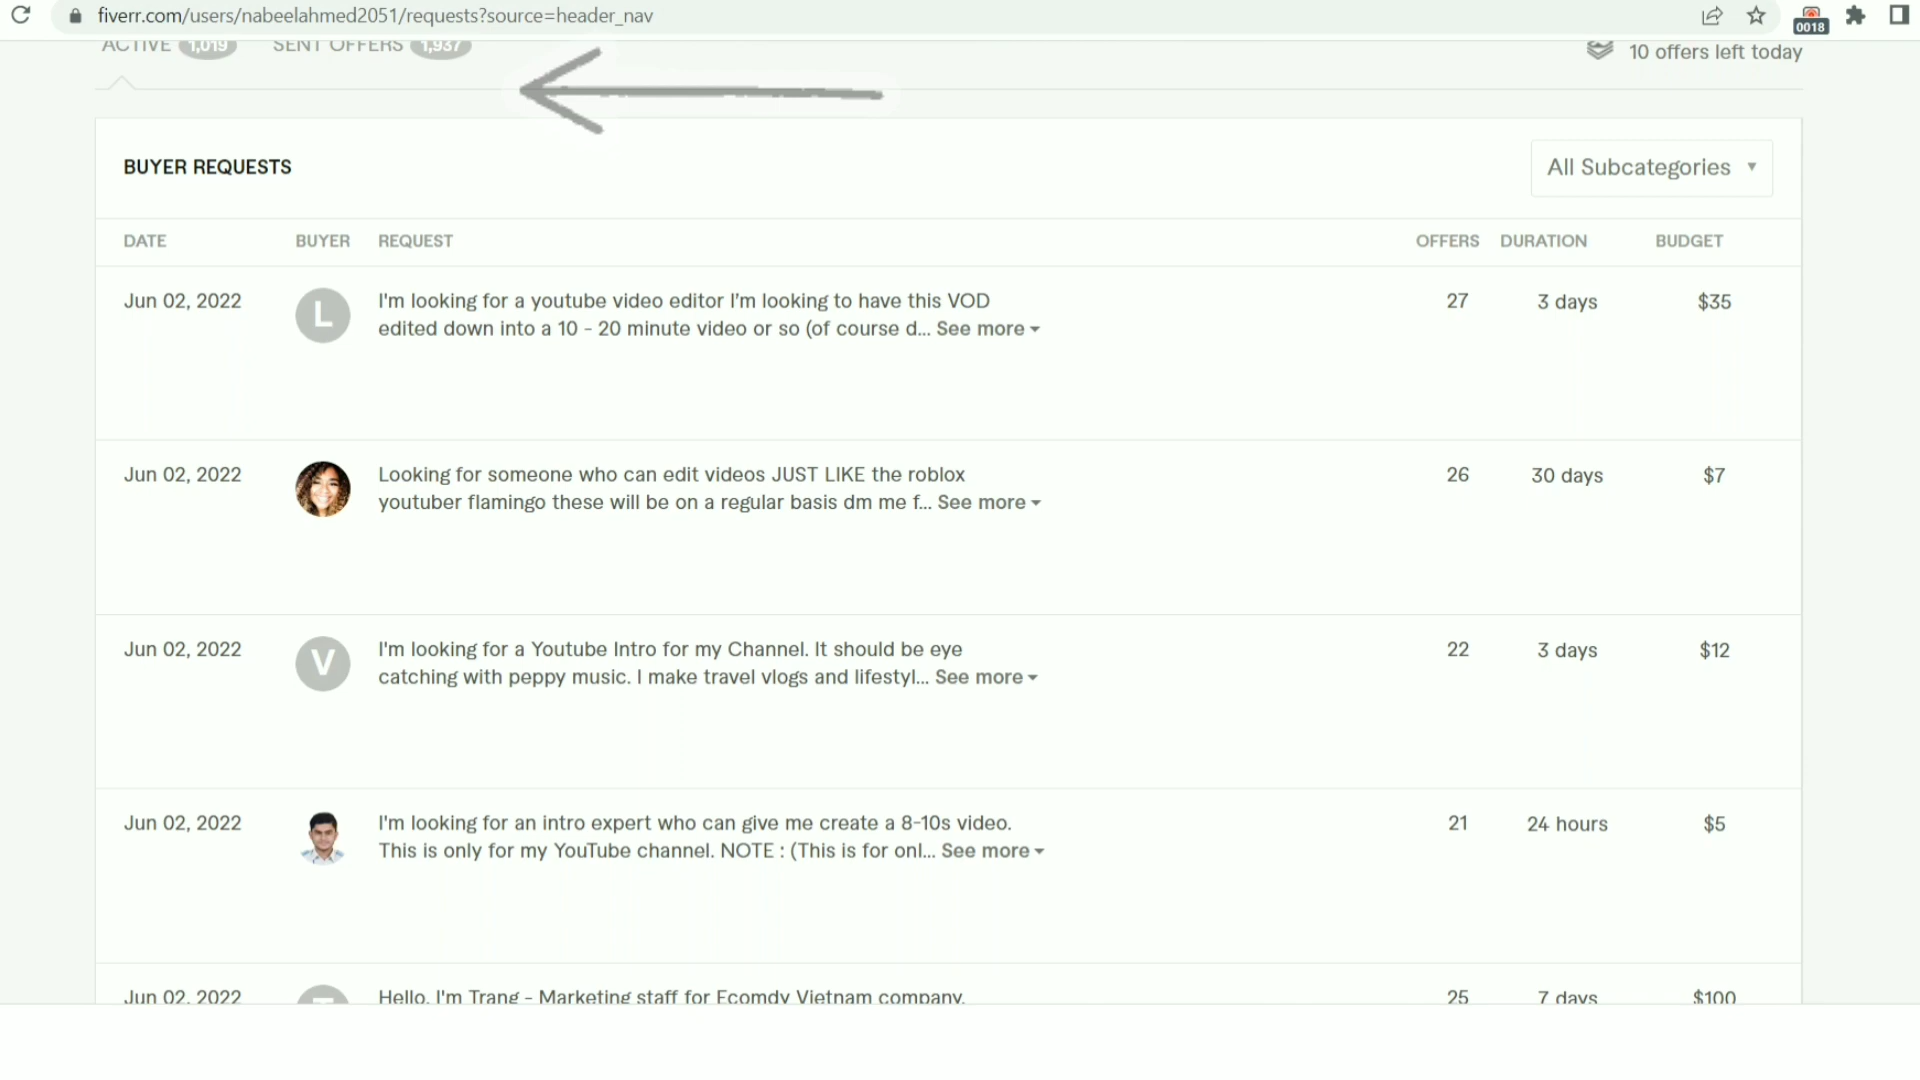 fiverr.com/users/nabeelahmed2051/requests?source=header_nav
0018
ACTIVE 1,019 SENT OFFERS 1,937
10 offers left today
BUYER REQUESTS
All Subcategories
DATE BUYER REQUEST OFFERS DURATION BUDGET
Jun 02, 2022 L I'm looking for a youtube video editor I'm looking to have this VOD 27 3 days $35
edited down into a 10 - 20 minute video or so (of course d... See more
Jun 02, 2022 Looking for someone who can edit videos JUST LIKE the roblox 26 30 days $7
youtuber flamingo these will be on a regular basis dm me f... See more
Jun 02, 2022 V I'm looking for a Youtube Intro for my Channel. It should be eye 22 3 days $12
catching with peppy music. I make travel vlogs and lifestyl... See more
Jun 02, 2022 I'm looking for an intro expert who can give me create a 8-10s video. 21 24 hours $5
This is only for my YouTube channel. NOTE : (This is for onl... See more
Jun 02, 2022 T Hello, I'm Trang - Marketing staff for Ecomdy Vietnam company. 25 7 days $100